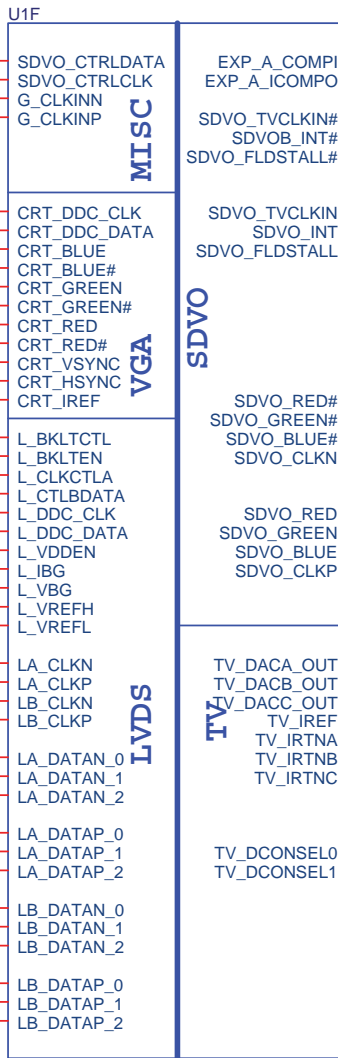 U1F
SDVO_CTRLDATA
SDVO_CTRLCLK
G_CLKINN
G_CLKINP
MISC
CRT_DDC_CLK
CRT_DDC_DATA
CRT_BLUE
CRT_BLUE#
CRT_GREEN
CRT_GREEN#
CRT_RED
CRT_RED#
CRT_VSYNC
CRT_HSYNC
CRT_IREF
VGA
L_BKLTCTL
L_BKLTEN
L_CLKCTLA
L_CTLBDATA
L_DDC_CLK
L_DDC_DATA
L_VDDEN
L_IBG
L_VBG
L_VREFH
L_VREFL
LA_CLKN
LA_CLKP
LB_CLKN
LB_CLKP
LA_DATAN_0
LA_DATAN_1
LA_DATAN_2
LA_DATAP_0
LA_DATAP_1
LA_DATAP_2
LB_DATAN_0
LB_DATAN_1
LB_DATAN_2
LB_DATAP_0
LB_DATAP_1
LB_DATAP_2
LVDS
EXP_A_COMPI
EXP_A_ICOMPO
SDVO_TVCLKIN#
SDVOB_INT#
SDVO_FLDSTALL#
SDVO_TVCLKIN
SDVO_INT
SDVO_FLDSTALL
SDVO
SDVO_RED#
SDVO_GREEN#
SDVO_BLUE#
SDVO_CLKN
SDVO_RED
SDVO_GREEN
SDVO_BLUE
SDVO_CLKP
TV_DACA_OUT
TV_DACB_OUT
TV_DACC_OUT
TV_IREF
TV_IRTNA
TV_IRTNB
TV_IRTNC
TV
TV_DCONSEL0
TV_DCONSEL1